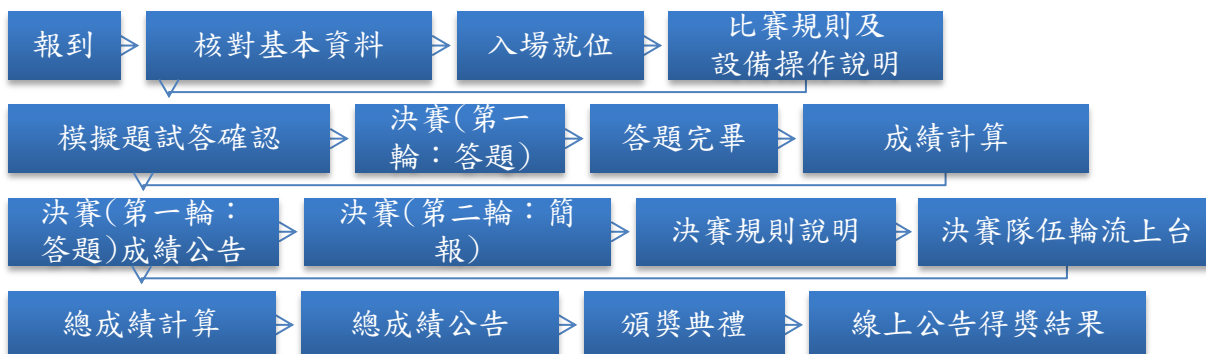 報到
核對基本資料
入場就位
比賽規則及
設備操作說明
模擬題試答確認
決賽(第一
輪：答題)
答題完畢
成績計算
決賽(第一輪：
答題)成績公告
決賽(第二輪：簡
報)
決賽規則說明
決賽隊伍輪流上台
總成績計算
總成績公告
頒獎典禮
線上公告得獎結果